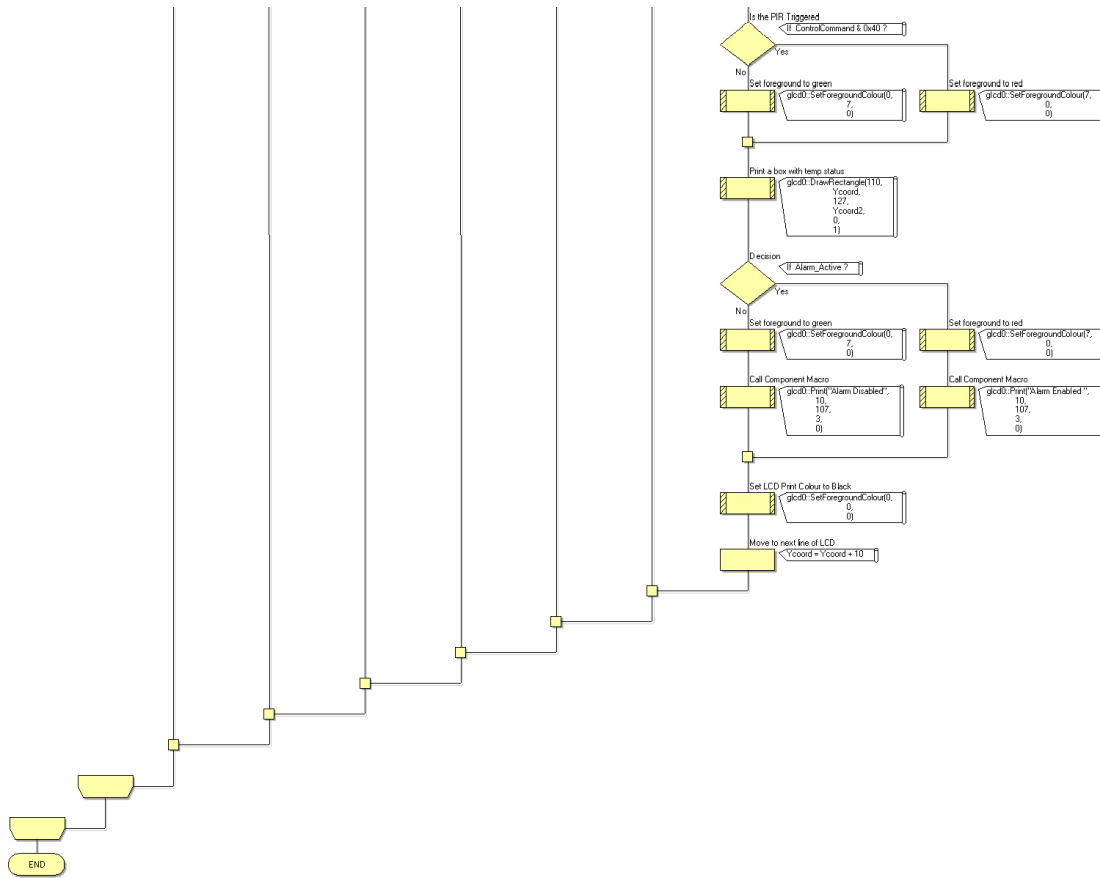 Is the PIR Triggered
If ControlCommand & 0x40 ?
Yes
No
Set foreground to green
glcd0::SetForegroundColour(0,
7,
0)
Set foreground to red
glcd0::SetForegroundColour(7,
0,
0)
Print a box with temp status
glcd0::DrawRectangle(110,
Ycoord,
127,
Ycoord2,
0,
1)
Decision
If Alarm_Active ?
Yes
No
Set foreground to green
glcd0::SetForegroundColour(0,
7,
0)
Set foreground to red
glcd0::SetForegroundColour(7,
0,
0)
Call Component Macro
glcd0::Print("Alarm Disabled",
10,
107,
3,
0)
Call Component Macro
glcd0::Print("Alarm Enabled ",
10,
107,
3,
0)
Set LCD Print Colour to Black
glcd0::SetForegroundColour(0,
0,
0)
Move to next line of LCD
Ycoord = Ycoord + 10
END